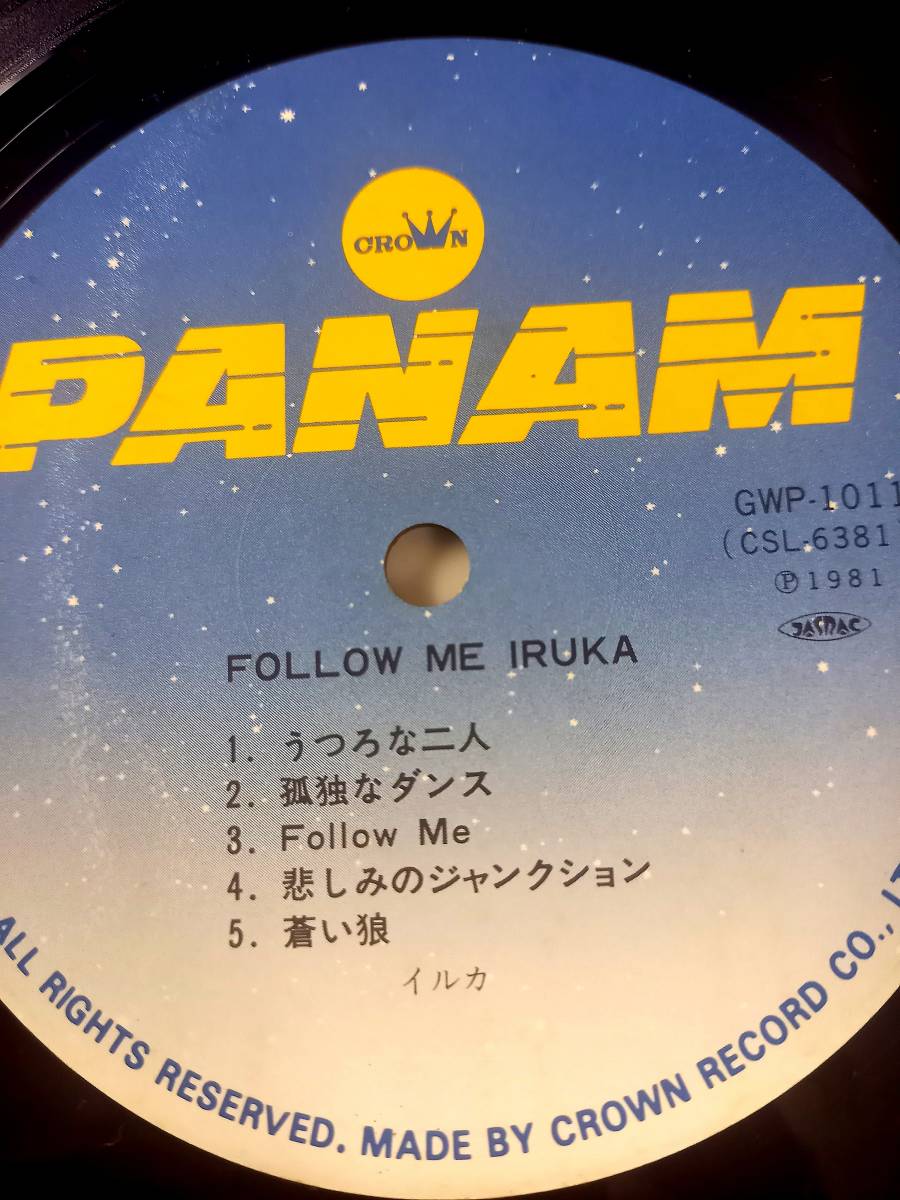 CROWN
PANAM
GWP-1011
(CSL-6381
Ⓟ1981
JASRAC
FOLLOW ME IRUKA
1. うつろな二人
2. 孤独なダンス
3. Follow Me
4. 悲しみのジャンクション
5. 蒼い狼
イルカ
ALL RIGHTS RESERVED. MADE BY CROWN RECORD CO.,